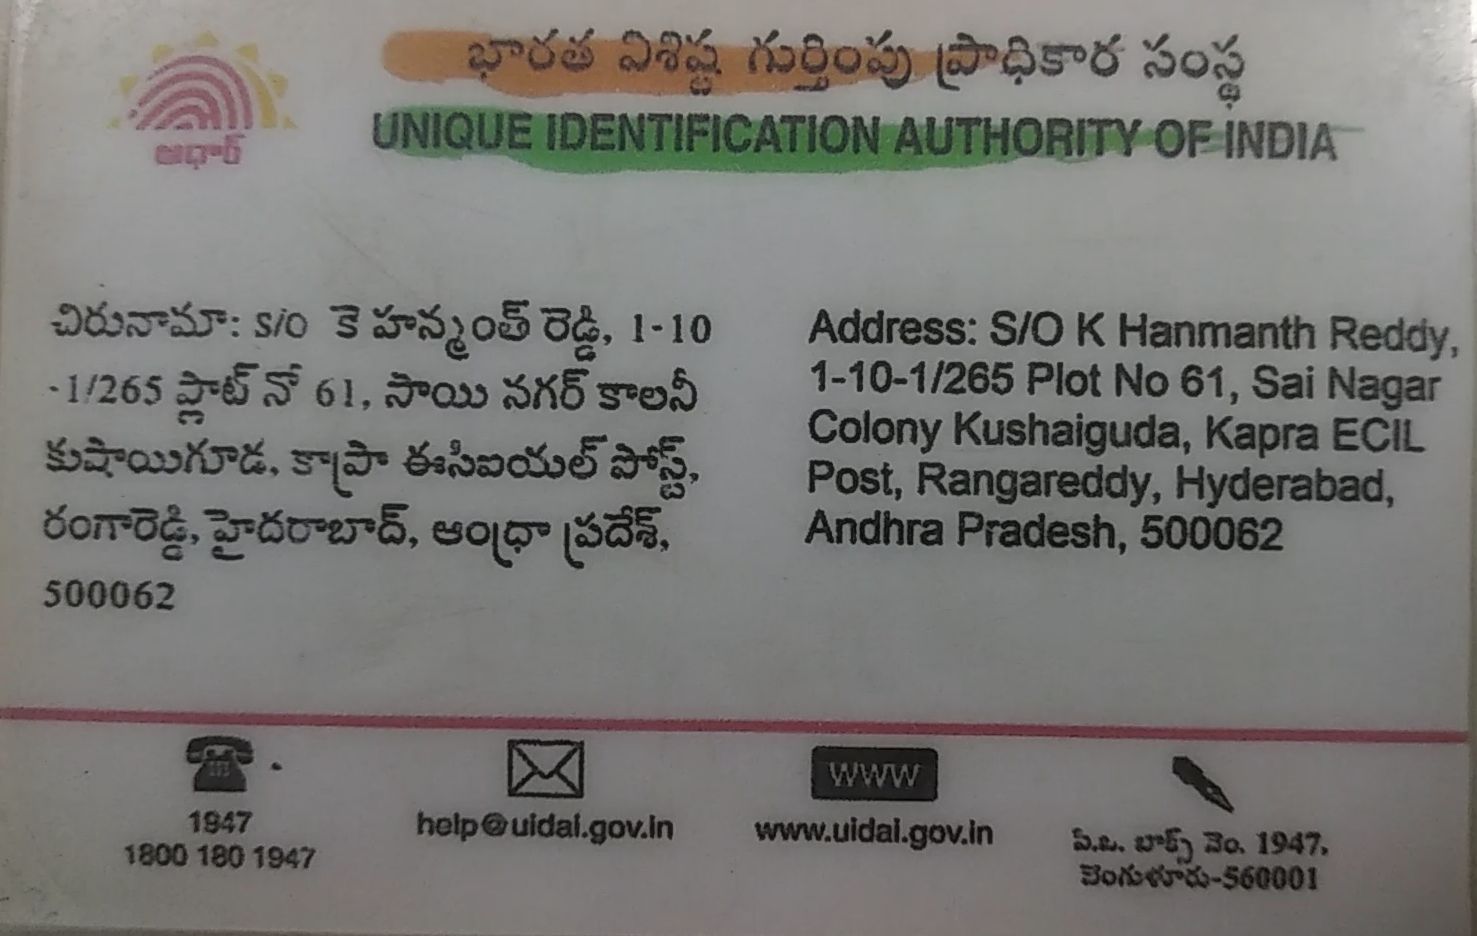 భారత విశిష్ట గుర్తింపు ప్రాధికార సంస్థ
UNIQUE IDENTIFICATION AUTHORITY OF INDIA
ఆధార్
చిరునామా: S/O కె హన్మంత్ రెడ్డి, 1-10
-1/265 ప్లాట్ నో 61, సాయి నగర్ కాలనీ
కుషాయిగూడ, కాప్రా ఈసిఐయల్ పోస్ట్,
రంగారెడ్డి, హైదరాబాద్, ఆంధ్రా ప్రదేశ్,
500062
Address: S/O K Hanmanth Reddy,
1-10-1/265 Plot No 61, Sai Nagar
Colony Kushaiguda, Kapra ECIL
Post, Rangareddy, Hyderabad,
Andhra Pradesh, 500062
1947
1800 180 1947
help@uidai.gov.in
WWW
www.uidai.gov.in
పి.ఒ. బాక్స్ నెం. 1947,
బెంగుళూరు-560001